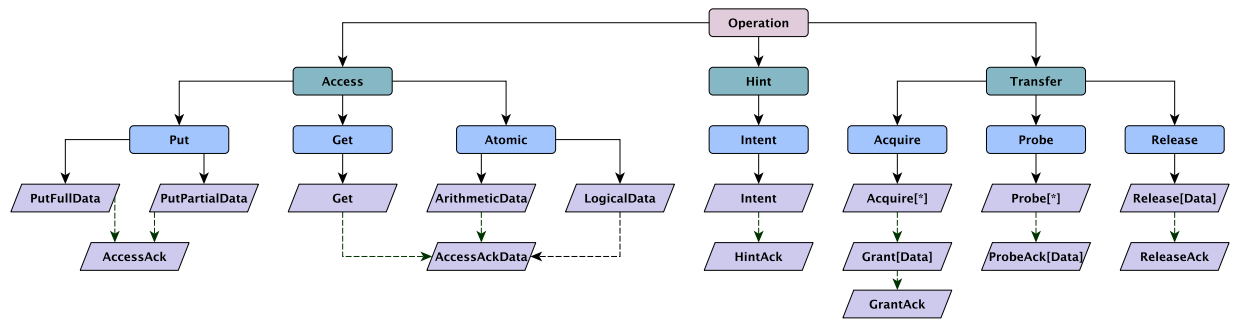 Operation
Access
Hint
Transfer
Put
Get
Atomic
Intent
Acquire
Probe
Release
PutFullData
PutPartialData
Get
ArithmeticData
LogicalData
Intent
Acquire[*]
Probe[*]
Release[Data]
AccessAck
AccessAckData
HintAck
Grant[Data]
ProbeAck[Data]
ReleaseAck
GrantAck